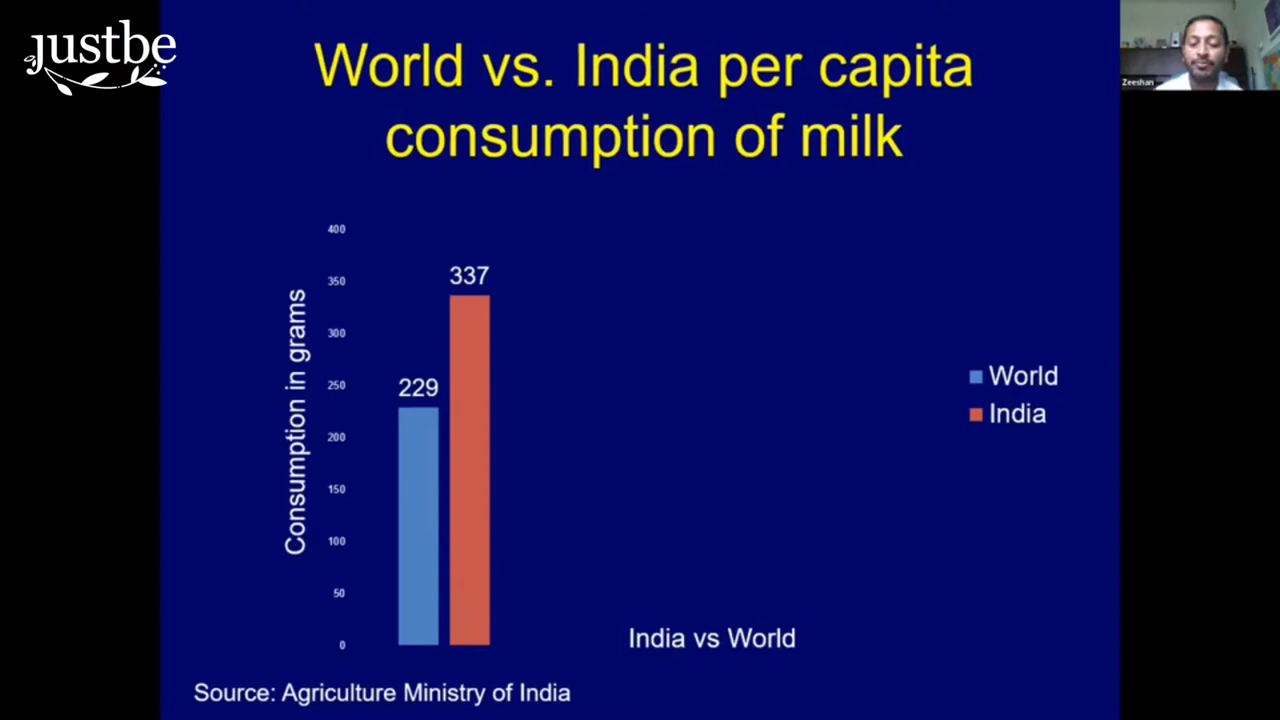 justbe
World vs. India per capita
consumption of milk
Zeeshan
400
350
300
250
200
150
100
50
0
Consumption in grams
229
337
World
India
India vs World
Source: Agriculture Ministry of India